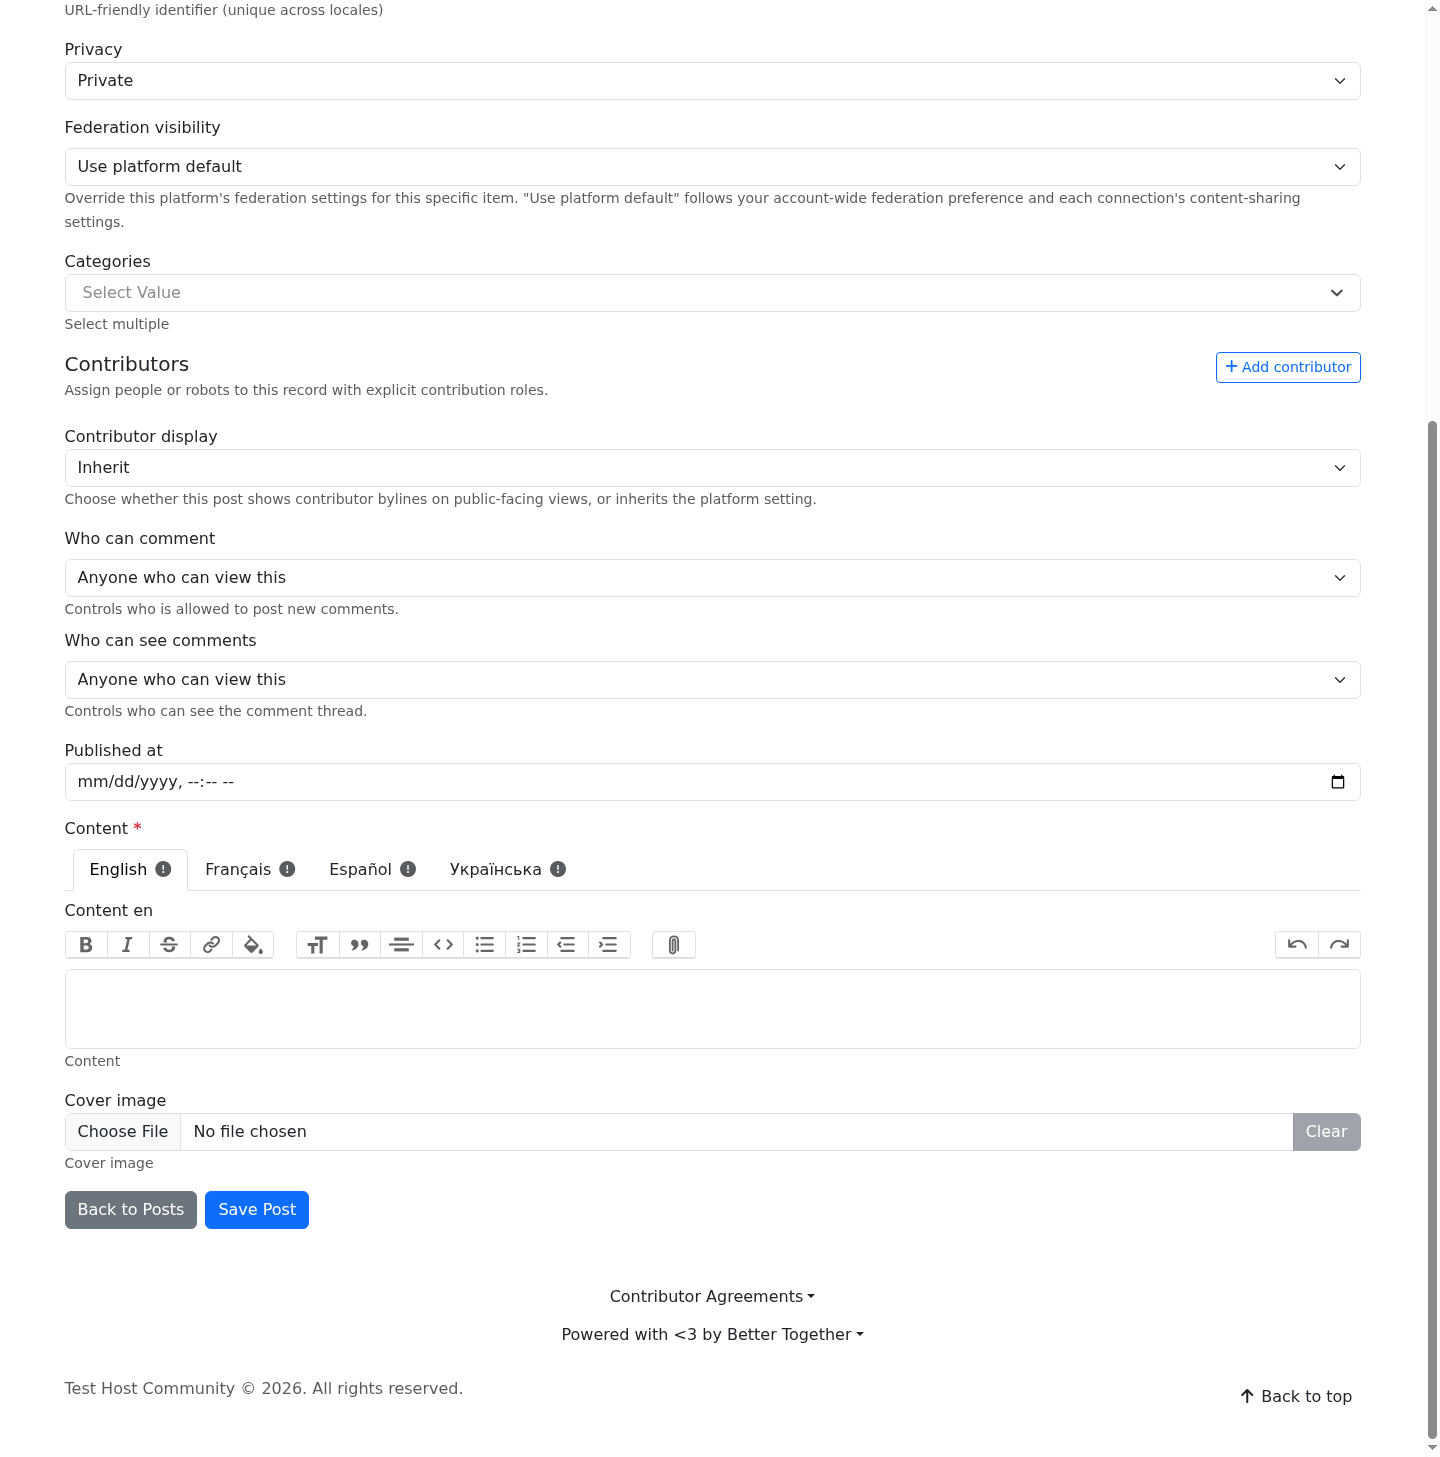 URL-friendly identifier (unique across locales)
Privacy
Private
Federation visibility
Use platform default
Override this platform's federation settings for this specific item. "Use platform default" follows your account-wide federation preference and each connection's content-sharing
settings.
Categories
Select Value
Select multiple
Contributors
Add contributor
Assign people or robots to this record with explicit contribution roles.
Contributor display
Inherit
Choose whether this post shows contributor bylines on public-facing views, or inherits the platform setting.
Who can comment
Anyone who can view this
Controls who is allowed to post new comments.
Who can see comments
Anyone who can view this
Controls who can see the comment thread.
Published at
mm/dd/yyyy, --:-- --
Content *
English Français Español Українська
Content en
Content
Cover image
Choose File No file chosen Clear
Cover image
Back to Posts Save Post
Contributor Agreements
Powered with <3 by Better Together
Test Host Community © 2026. All rights reserved.
Back to top